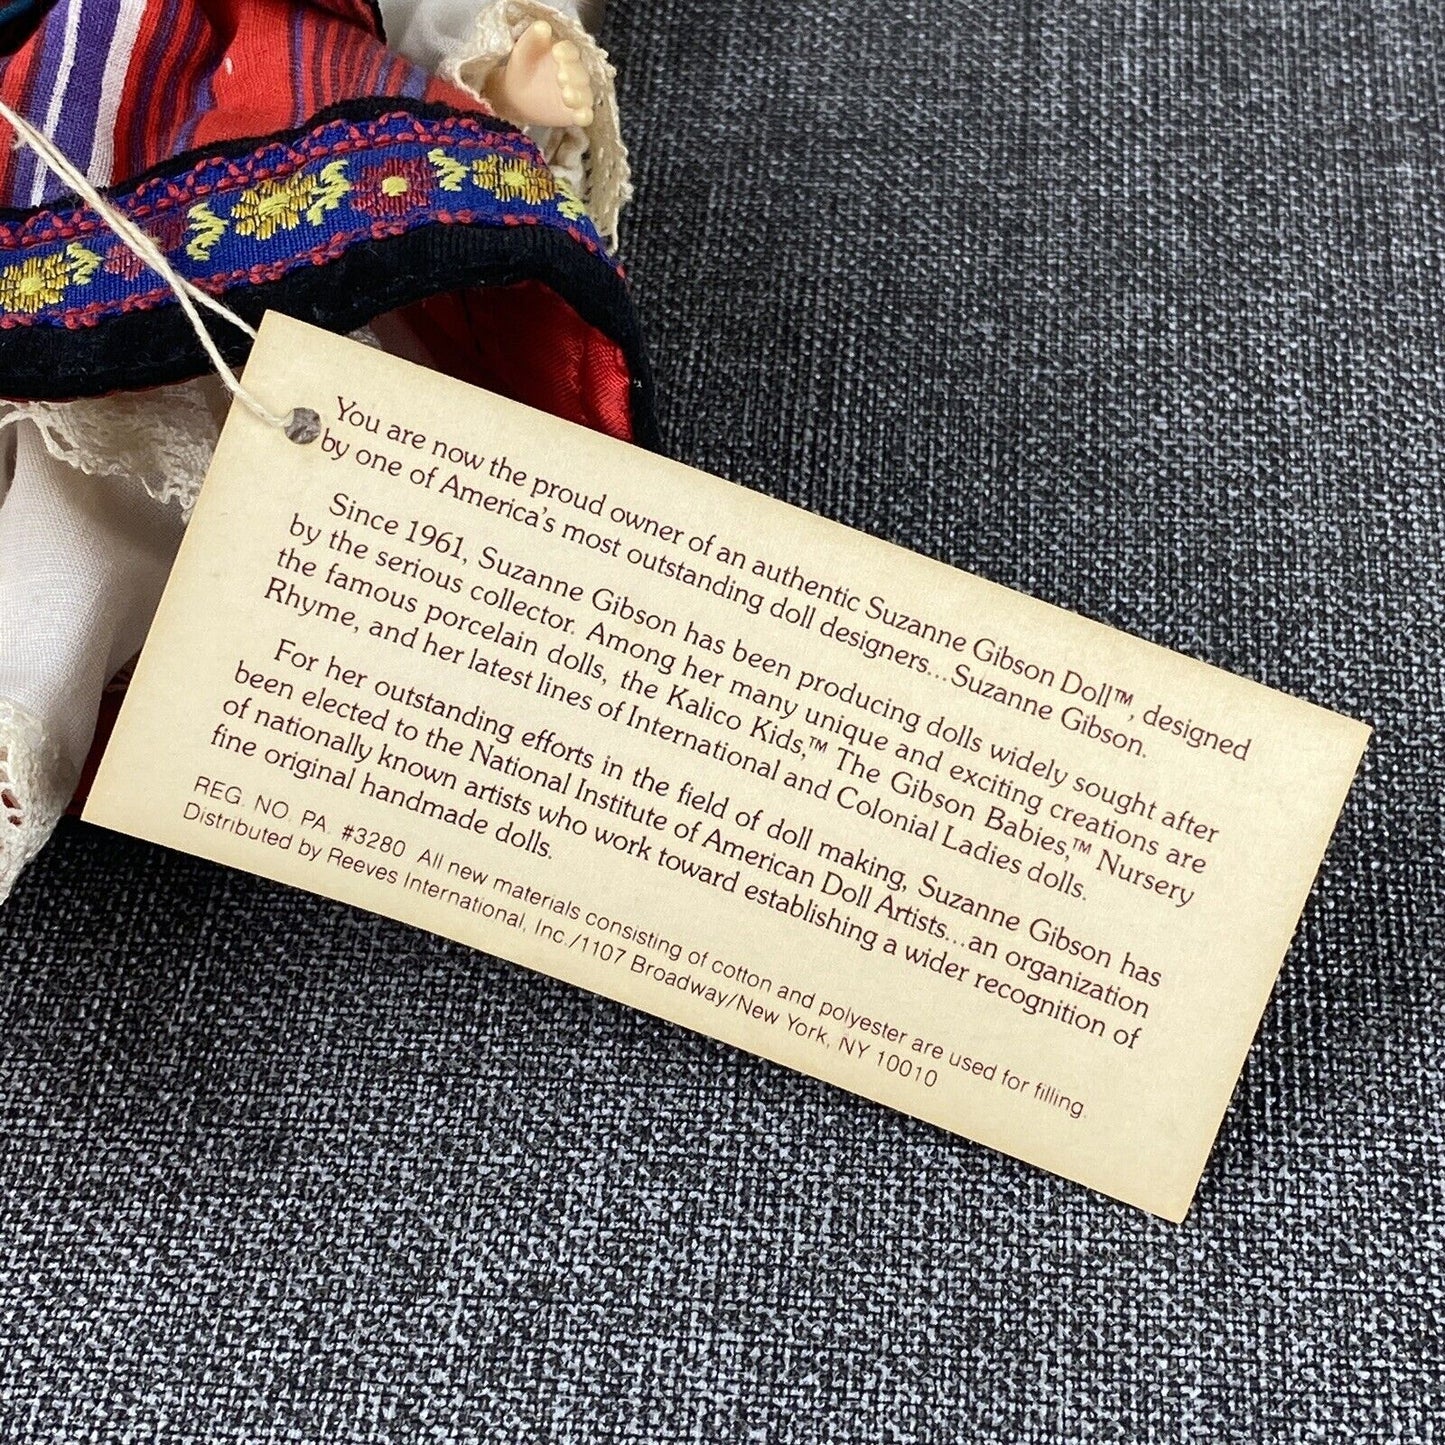 You are now the proud owner of an authentic Suzanne Gibson Doll™, designed
by one of America's most outstanding doll designers...Suzanne Gibson.
Since 1961, Suzanne Gibson has been producing dolls widely sought after
by the serious collector. Among her many unique and exciting creations are
the famous porcelain dolls, the Kalico Kids,™ The Gibson Babies,™ Nursery
Rhyme, and her latest lines of International and Colonial Ladies dolls.
For her outstanding efforts in the field of doll making, Suzanne Gibson has
been elected to the National Institute of American Doll Artists...an organization
of nationally known artists who work toward establishing a wider recognition of
fine original handmade dolls.
REG. NO. PA. #3280 All new materials consisting of cotton and polyester are used for filling.
Distributed by Reeves International, Inc./1107 Broadway/New York, NY 10010